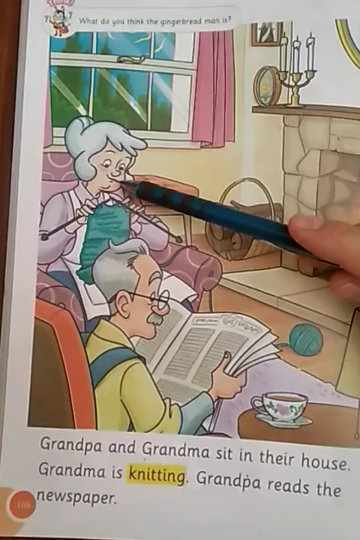 What do you think the gingerbread man is?
Grandpa and Grandma sit in their house.
Grandma is knitting. Grandpa reads the
newspaper.